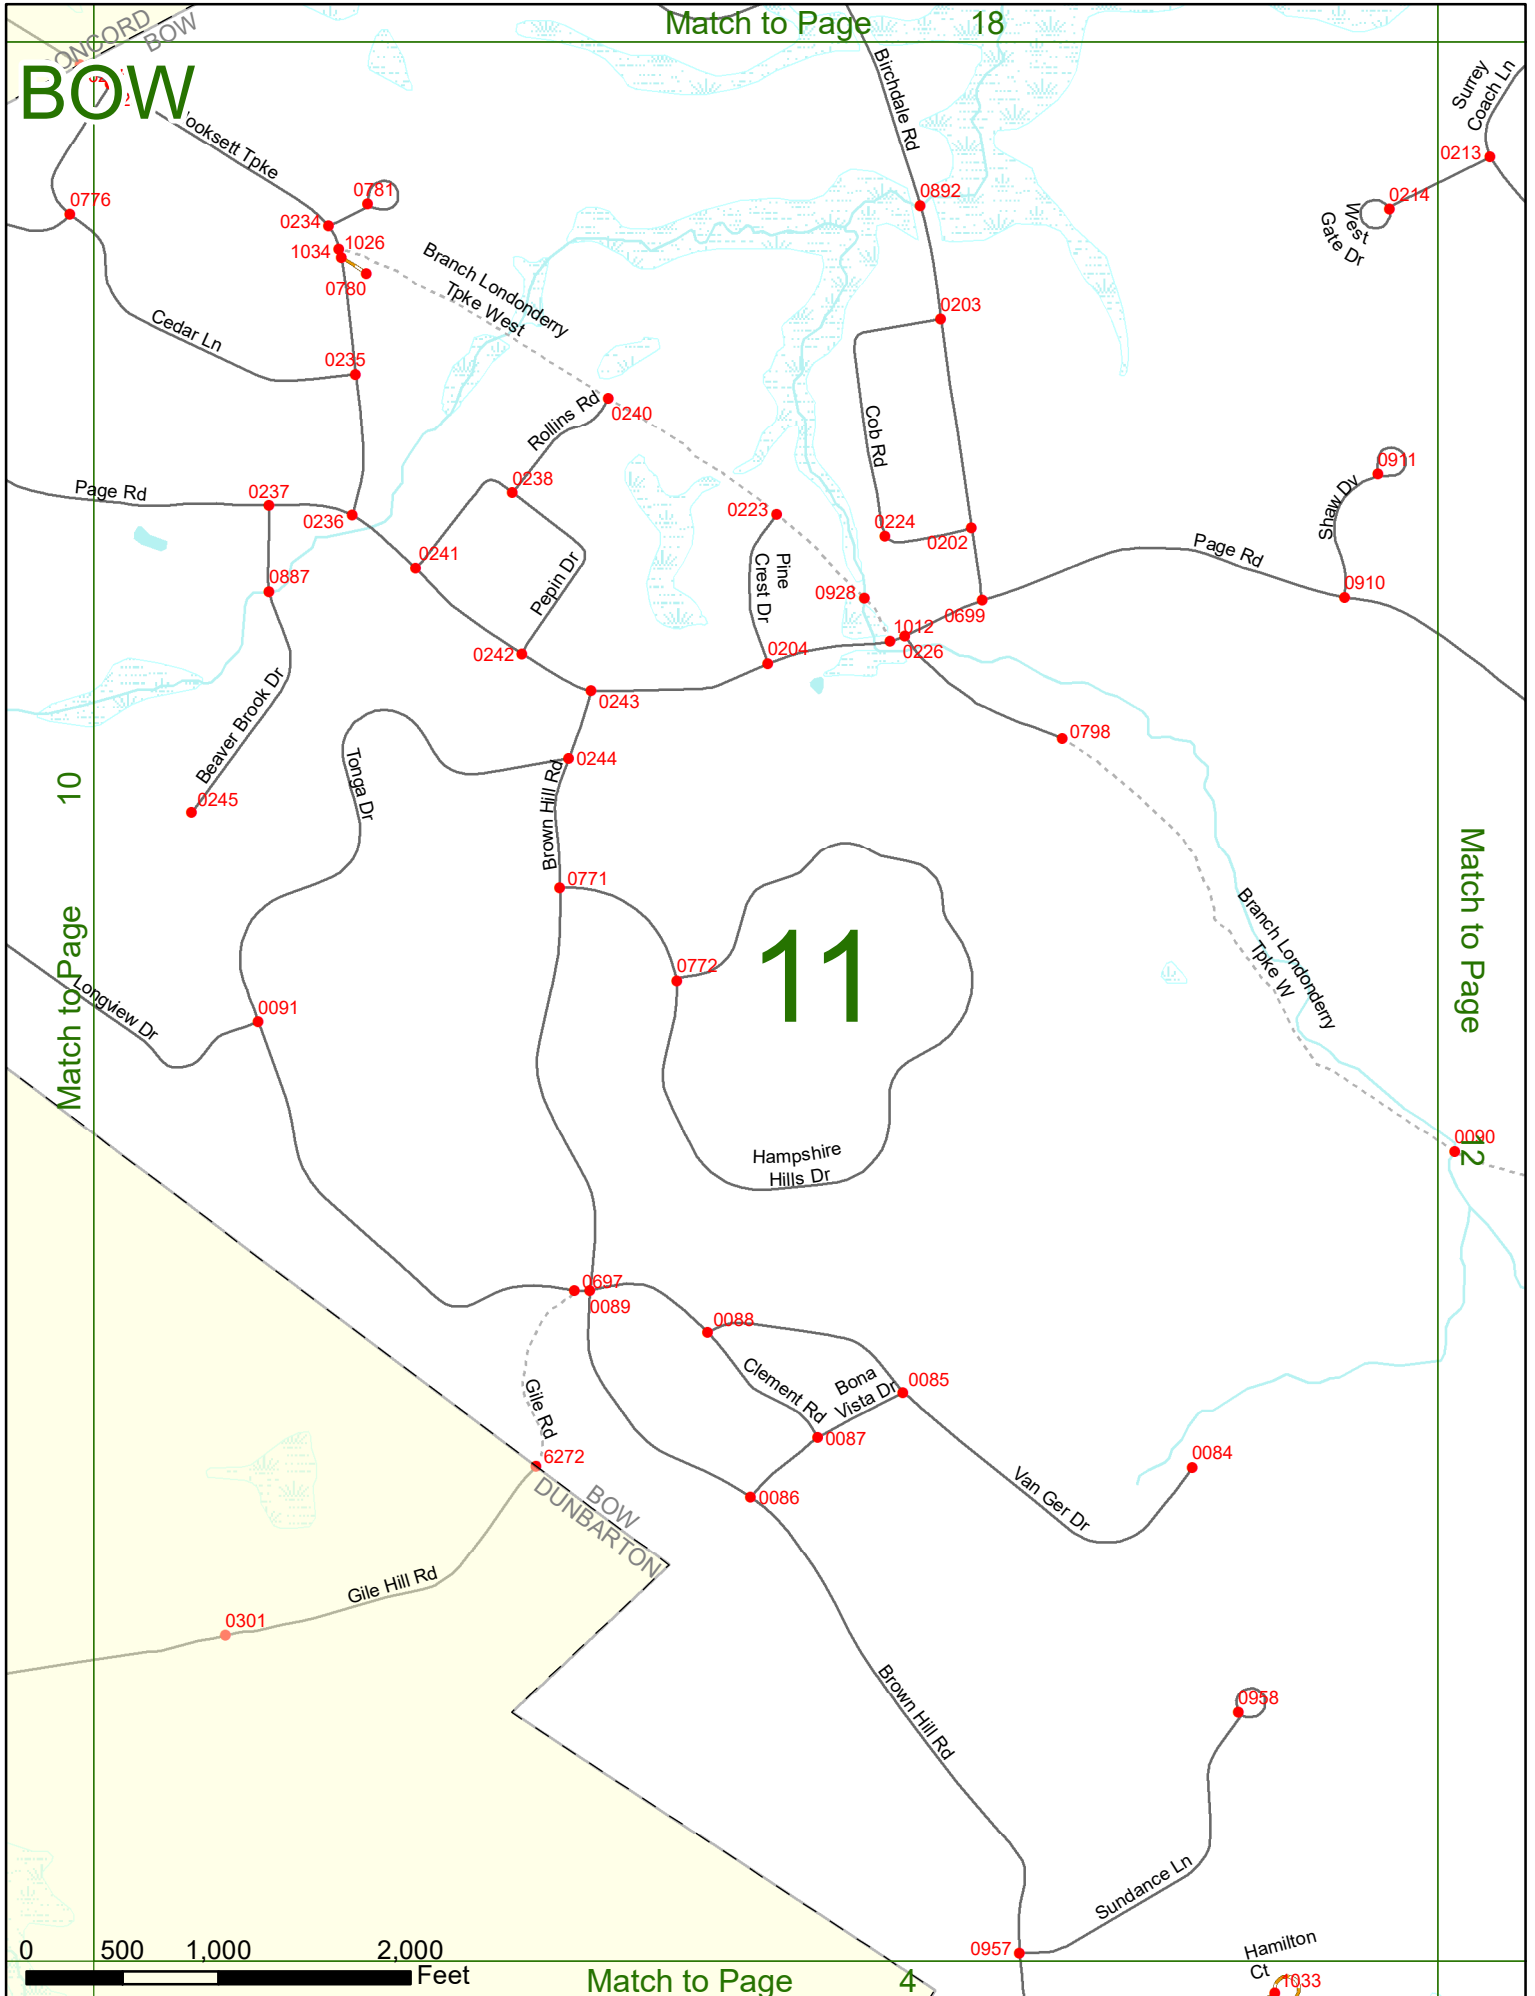 Match to Page 18
ONCORD
BOW
BOW
ooksett Tpke
Birchdale Rd
Surrey
Coach Ln
0213
0214
West
Gate Dr
0776
0781
0234
1026
1034
0780
0892
Branch Londonderry
Tpke West
Cedar Ln
0235
0203
Rollins Rd
0240
Cob Rd
0238
0911
Shaw Dv
Page Rd
0237
0236
0223
0224
0202
Page Rd
0241
Pepin Dr
Pine
Crest Dr
0887
0928
0699
0910
1012
0226
0242
0204
0243
Beaver Brook Dr
0244
0798
Tonga Dr
0245
Brown Hill Rd
0771
10
Match to Page
Match to Page
12
Branch Londonderry
Tpke W
0772
11
Longview Dr
0091
0090
Hampshire
Hills Dr
0697
0089
0088
Clement Rd
Bona
Vista Dr
0085
Gile Rd
0087
6272
0084
BOW
DUNBARTON
0086
Van Ger Dr
Gile Hill Rd
0301
Brown Hill Rd
0958
Sundance Ln
0957
Hamilton
Ct
1033
0 500 1,000 2,000
Feet
Match to Page 4